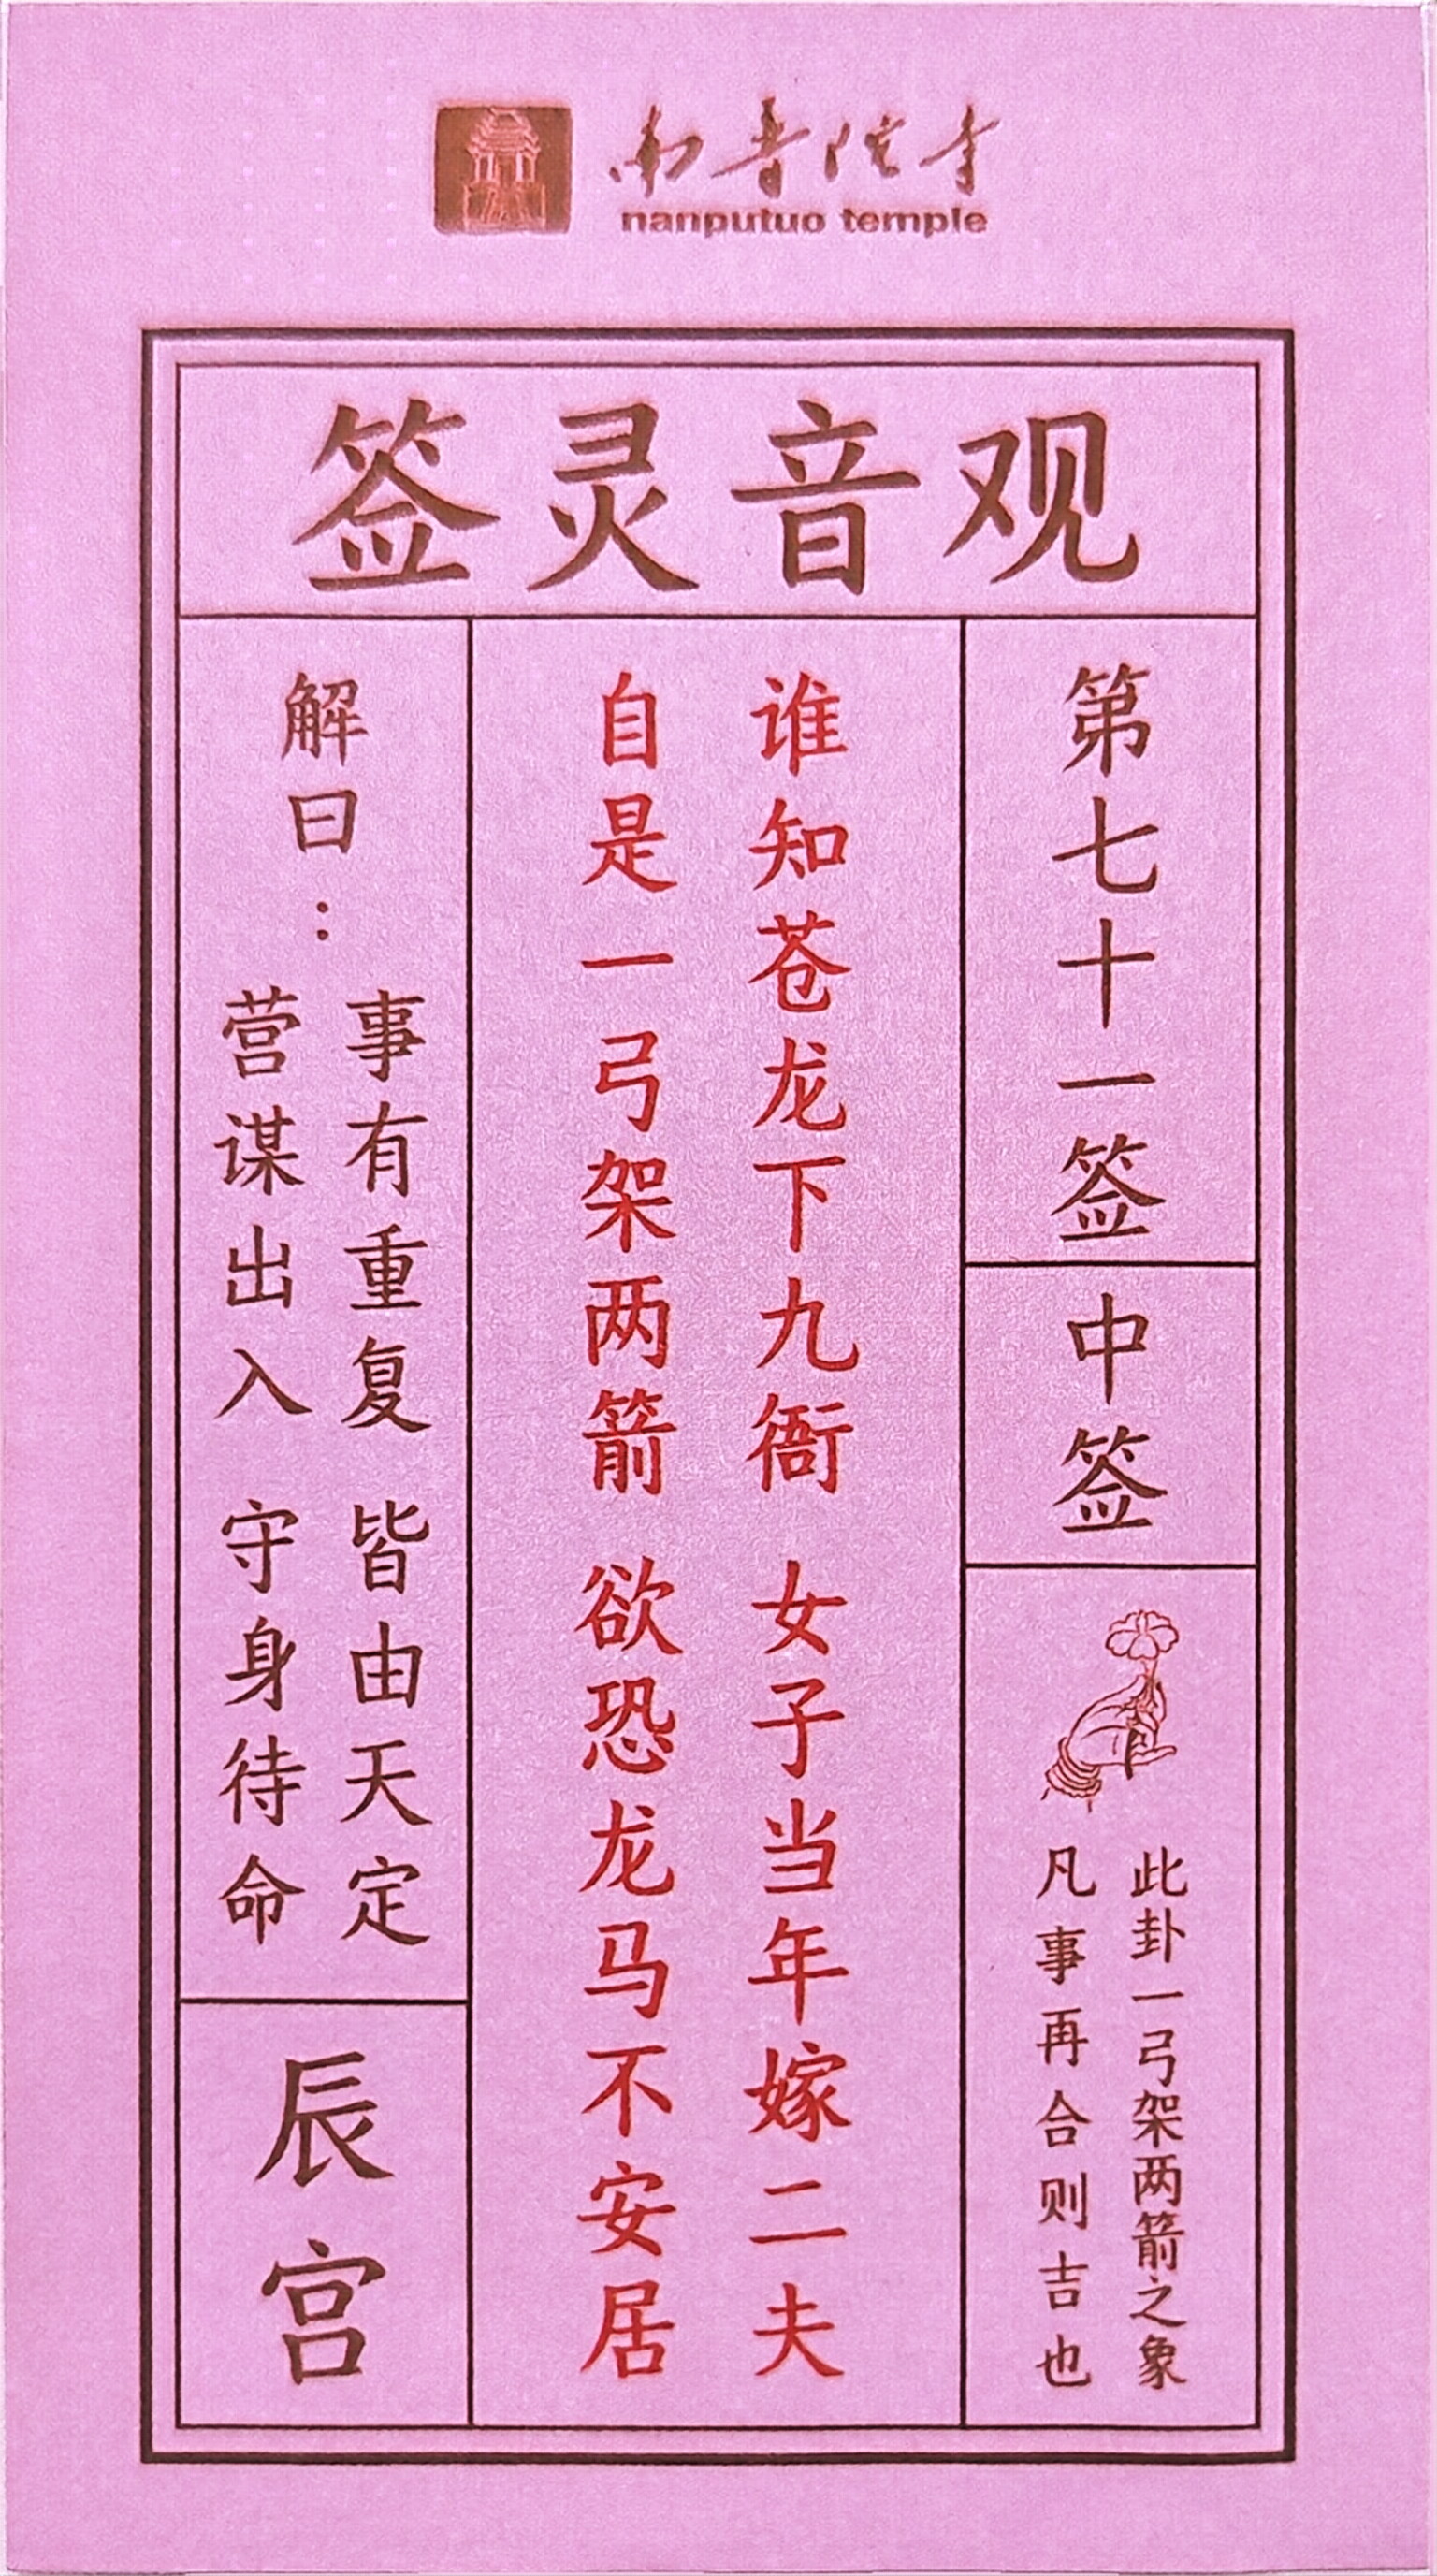 南普陀寺
nanputuo temple
观音灵签
第七十一签
中签
此卦一弓架两箭之象
凡事再合则吉也
谁知苍龙下九衙 女子当年嫁二夫
自是一弓架两箭 欲恐龙马不安居
解曰：
事有重复 皆由天定
营谋出入 守身待命
辰宫